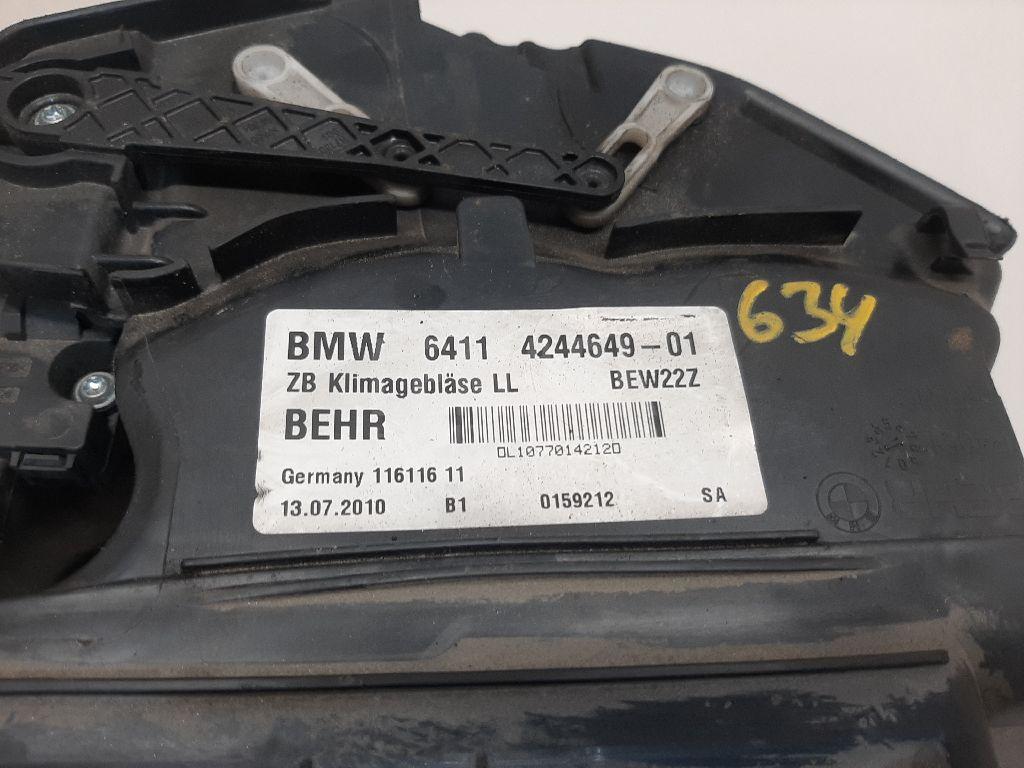 634
BMW 6411 4244649-01
ZB Klimagebläse LL BEW22Z
BEHR
0L10770142120
Germany 116116 11
13.07.2010 B1 0159212 SA